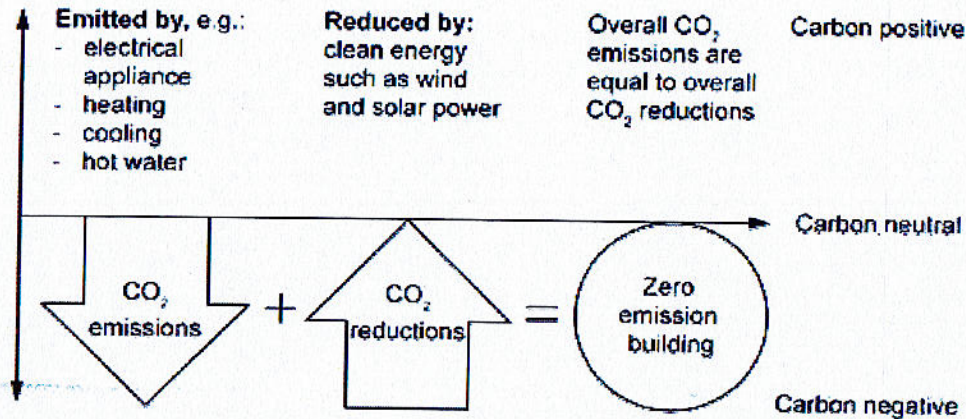 Emitted by, e.g.:
- electrical
appliance
- heating
- cooling
- hot water
Reduced by:
clean energy
such as wind
and solar power
Overall CO₂
emissions are
equal to overall
CO₂ reductions
Carbon positive
Carbon neutral
CO₂
emissions
+
CO₂
reductions
=
Zero
emission
building
Carbon negative